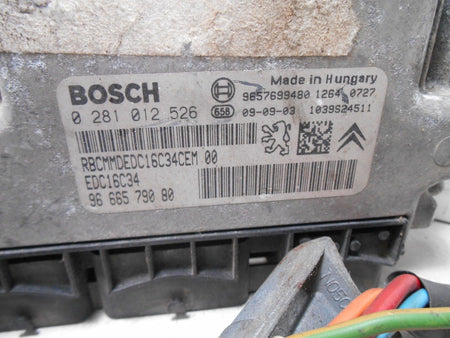 BOSCH
Made in Hungary
9657699480 1264 0727
0 281 012 526
658
09-09-03 1039S24511
RBCMMDEDC16C34CEM 00
EDC16C34
96 665 790 80